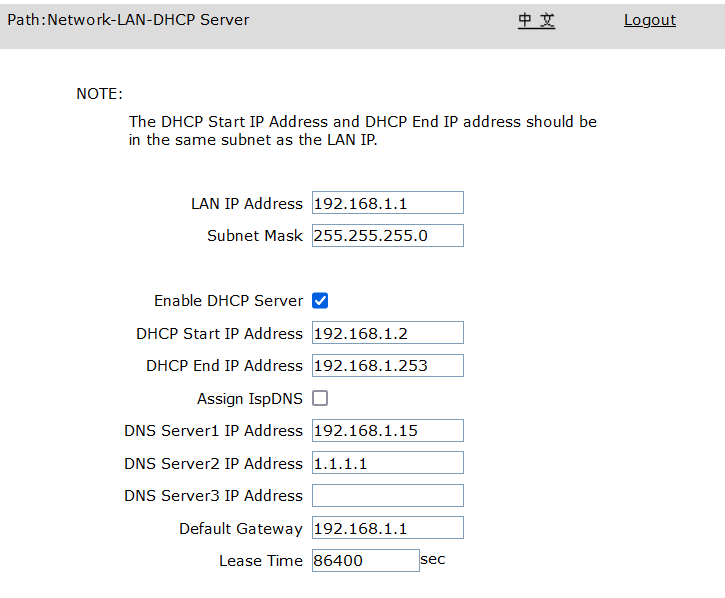 Path:Network-LAN-DHCP Server 中 文 Logout
NOTE:
The DHCP Start IP Address and DHCP End IP address should be
in the same subnet as the LAN IP.
LAN IP Address 192.168.1.1
Subnet Mask 255.255.255.0
Enable DHCP Server
DHCP Start IP Address 192.168.1.2
DHCP End IP Address 192.168.1.253
Assign IspDNS
DNS Server1 IP Address 192.168.1.15
DNS Server2 IP Address 1.1.1.1
DNS Server3 IP Address
Default Gateway 192.168.1.1
Lease Time 86400 sec